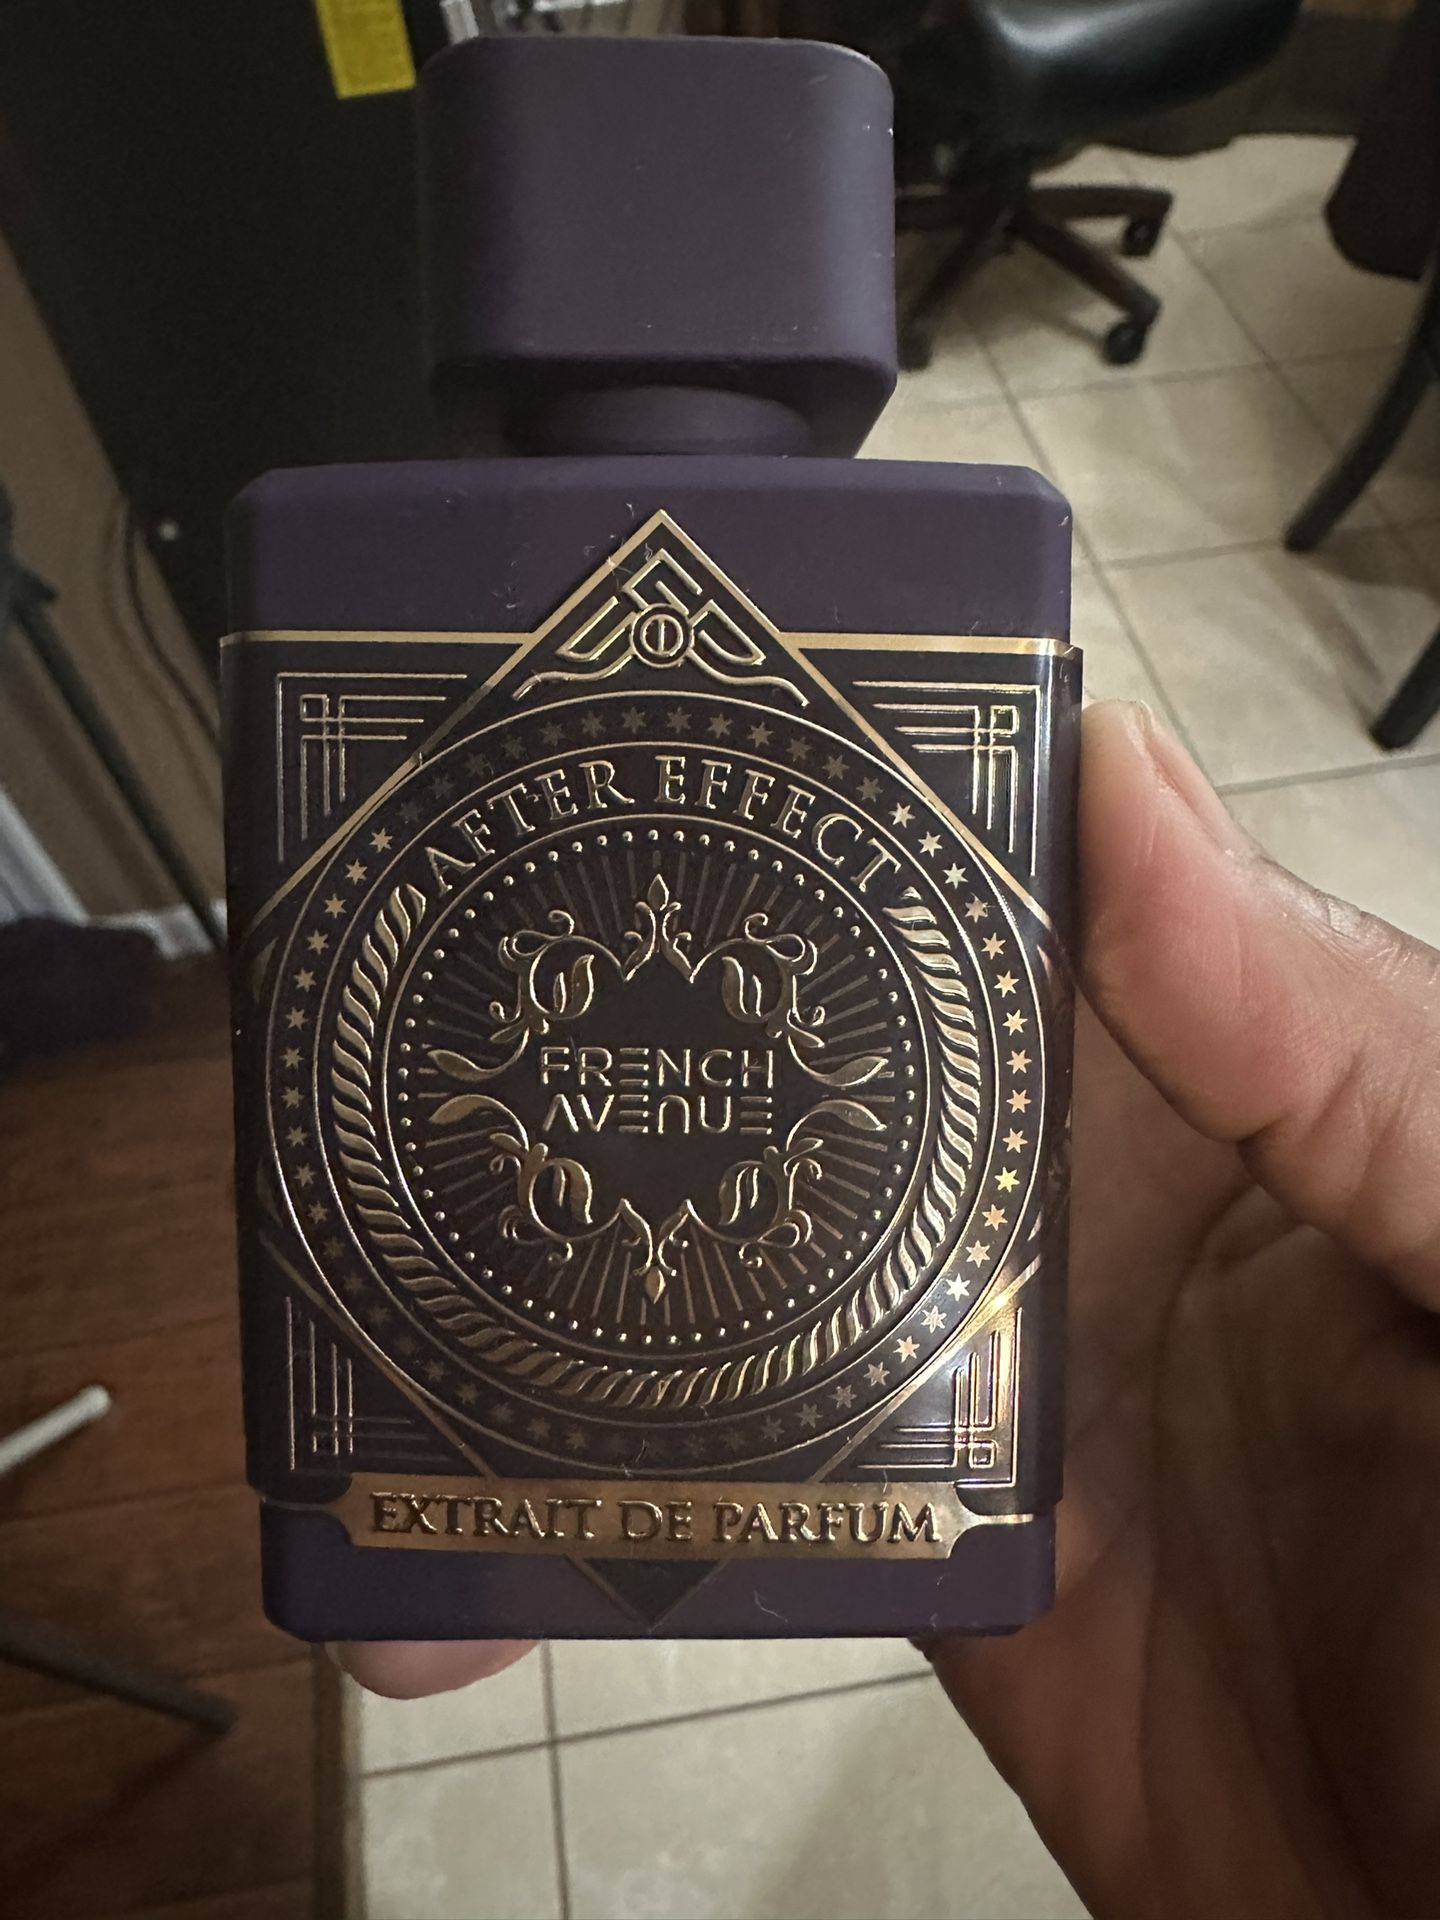 AFTER EFFECT
FRENCH
AVENUE
EXTRAIT DE PARFUM